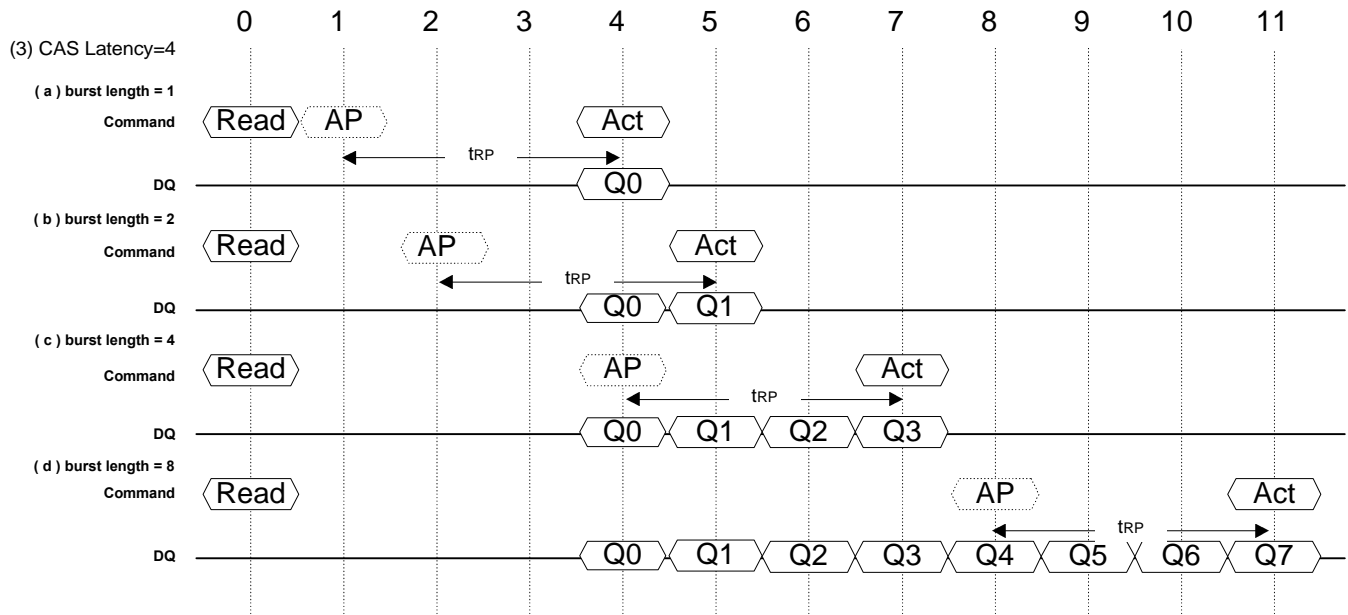 0 1 2 3 4 5 6 7 8 9 10 11
(3) CAS Latency=4
( a ) burst length = 1
Command Read AP Act
tRP
DQ Q0
( b ) burst length = 2
Command Read AP Act
tRP
DQ Q0 Q1
( c ) burst length = 4
Command Read AP Act
tRP
DQ Q0 Q1 Q2 Q3
( d ) burst length = 8
Command Read AP Act
tRP
DQ Q0 Q1 Q2 Q3 Q4 Q5 Q6 Q7